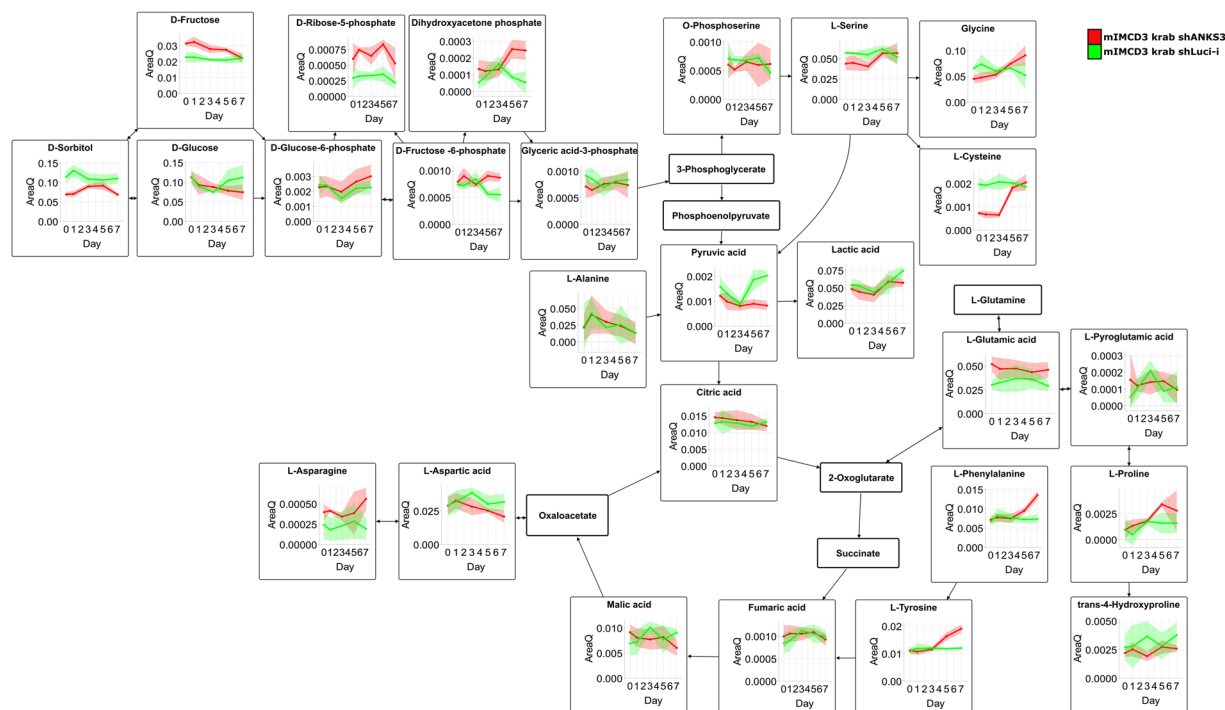 mIMCD3 krab shANKS3
mIMCD3 krab shLuci-i
D-Fructose
AreaQ
0.03
0.02
0.01
0.00
0 1 2 3 4 5 6 7
Day
D-Ribose-5-phosphate
AreaQ
0.00075
0.00050
0.00025
0.00000
01234567
Day
Dihydroxyacetone phosphate
AreaQ
0.0003
0.0002
0.0001
0.0000
0 1 2 3 4 5 6 7
Day
O-Phosphoserine
AreaQ
0.0010
0.0005
0.0000
0 1 2 3 4 5 6 7
Day
L-Serine
AreaQ
0.050
0.025
0.000
0 1 2 3 4 5 6 7
Day
Glycine
AreaQ
0.10
0.05
0.00
0 1 2 3 4 5 6 7
Day
D-Sorbitol
AreaQ
0.15
0.10
0.05
0.00
0 1 2 3 4 5 6 7
Day
D-Glucose
AreaQ
0.15
0.10
0.05
0.00
0 1 2 3 4 5 6 7
Day
D-Glucose-6-phosphate
AreaQ
0.003
0.002
0.001
0.000
0 1 2 3 4 5 6 7
Day
D-Fructose -6-phosphate
AreaQ
0.0010
0.0005
0.0000
0 1 2 3 4 5 6 7
Day
Glyceric acid-3-phosphate
AreaQ
0.0010
0.0005
0.0000
0 1 2 3 4 5 6 7
Day
3-Phosphoglycerate
Phosphoenolpyruvate
L-Cysteine
AreaQ
0.002
0.001
0.000
0 1 2 3 4 5 6 7
Day
L-Alanine
AreaQ
0.050
0.025
0.000
0 1 2 3 4 5 6 7
Day
Pyruvic acid
AreaQ
0.002
0.001
0.000
0 1 2 3 4 5 6 7
Day
Lactic acid
AreaQ
0.075
0.050
0.025
0.000
0 1 2 3 4 5 6 7
Day
L-Glutamine
L-Glutamic acid
AreaQ
0.050
0.025
0.000
0 1 2 3 4 5 6 7
Day
L-Pyroglutamic acid
AreaQ
0.0003
0.0002
0.0001
0.0000
0 1 2 3 4 5 6 7
Day
Citric acid
AreaQ
0.015
0.010
0.005
0.000
0 1 2 3 4 5 6 7
Day
L-Asparagine
AreaQ
0.00050
0.00025
0.00000
01234567
Day
L-Aspartic acid
AreaQ
0.025
0.000
0 1 2 3 4 5 6 7
Day
Oxaloacetate
2-Oxoglutarate
Succinate
L-Phenylalanine
AreaQ
0.015
0.010
0.005
0.000
0 1 2 3 4 5 6 7
Day
L-Proline
AreaQ
0.0025
0.0000
0 1 2 3 4 5 6 7
Day
Malic acid
AreaQ
0.010
0.005
0.000
0 1 2 3 4 5 6 7
Day
Fumaric acid
AreaQ
0.0010
0.0005
0.0000
0 1 2 3 4 5 6 7
Day
L-Tyrosine
AreaQ
0.02
0.01
0.00
0 1 2 3 4 5 6 7
Day
trans-4-Hydroxyproline
AreaQ
0.0050
0.0025
0.0000
0 1 2 3 4 5 6 7
Day